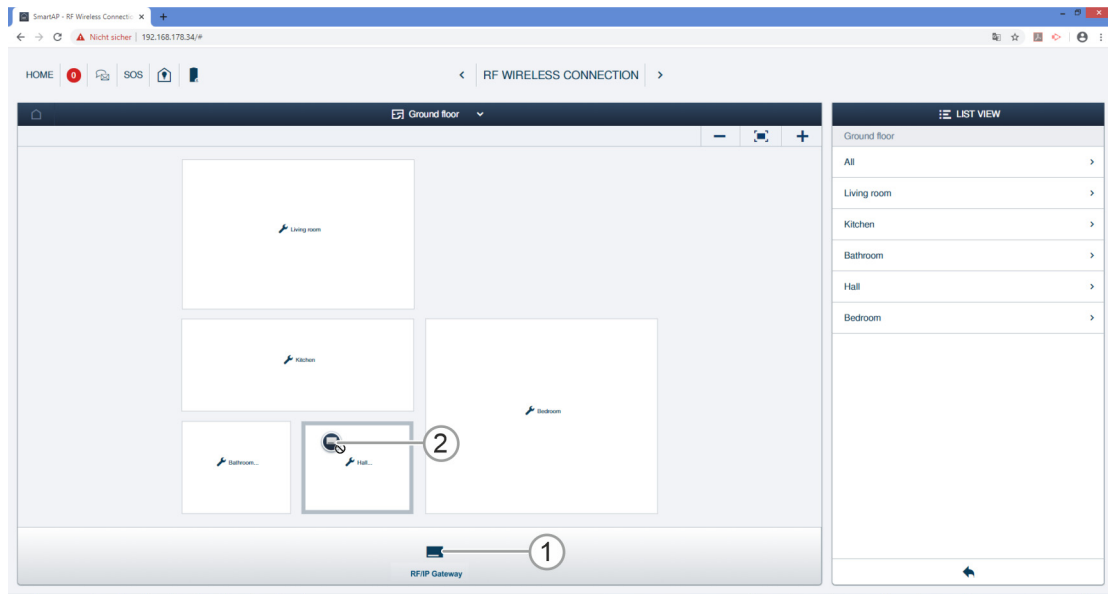 SmartAP - RF Wireless Connectic
Nicht sicher | 192.168.178.34/#
HOME 0 SOS RF WIRELESS CONNECTION
Ground floor
LIST VIEW
Ground floor
All
Living room
Kitchen
Bathroom
Hall
Bedroom
Living room
Kitchen
Bedroom
2
Bathroom...
Hall...
1
RF/IP Gateway